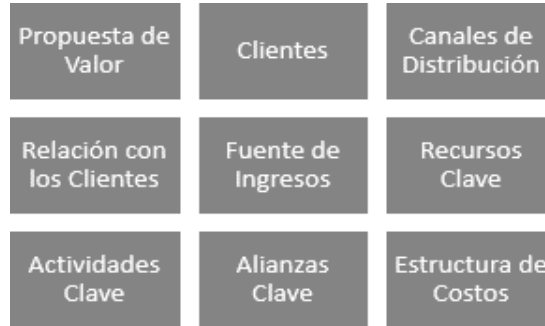 Propuesta de
Valor
Clientes
Canales de
Distribución
Relación con
los Clientes
Fuente de
Ingresos
Recursos
Clave
Actividades
Clave
Alianzas
Clave
Estructura de
Costos